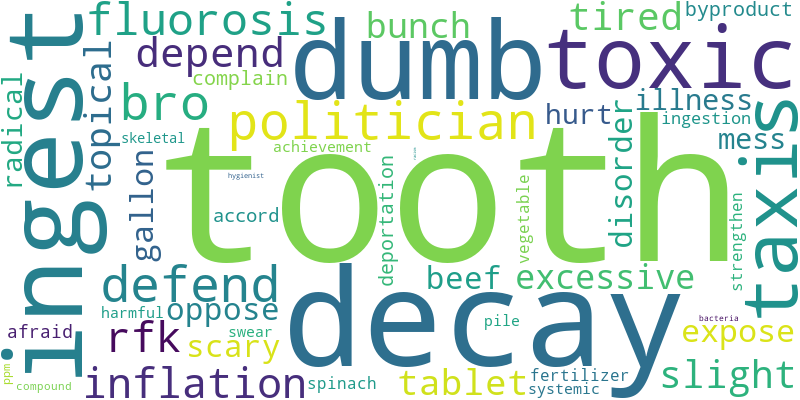 fluorosis
bunch
tired
byproduct
depend
dumb
toxic
complain
radical
ingest
topical
bro
politician
hurt
illness
ingestion
mess
taxis
skeletal
achievement
tooth
disorder
hygienist
gallon
accord
deportation
vegetable
strengthen
defend
oppose
beef
excessive
harmful
decay
afraid
rfk
swear
scary
pile
bacteria
expose
ppm
compound
inflation
spinach
tablet
fertilizer
systemic
slight